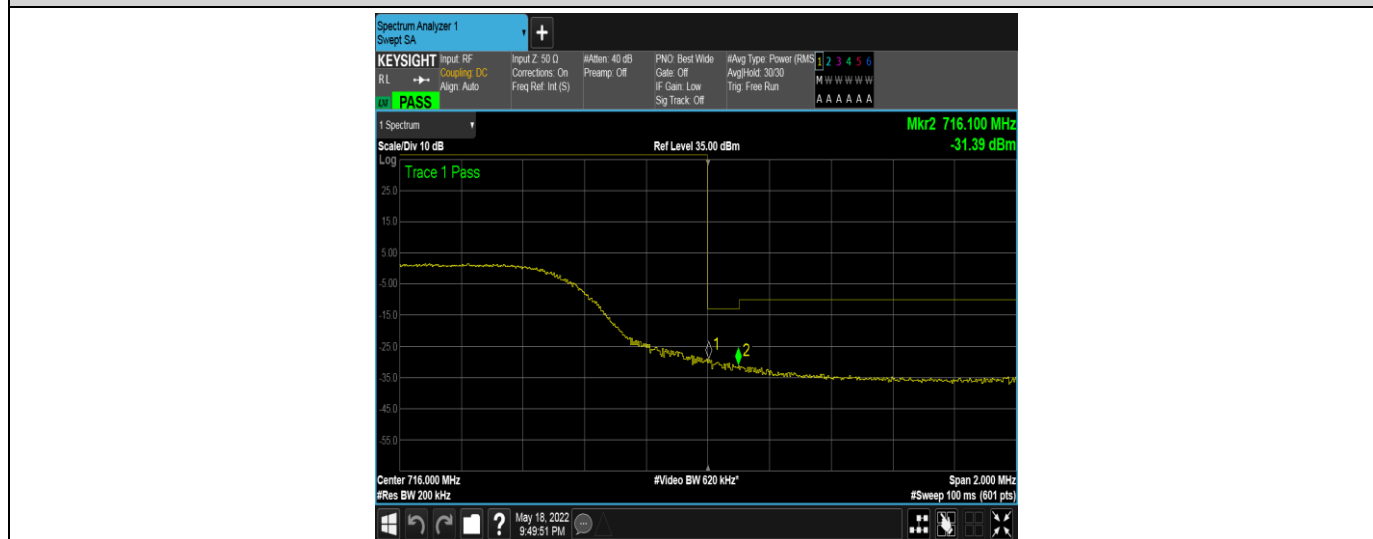 Spectrum Analyzer 1
Swept SA
+
KEYSIGHT
R L
PASS
Input: RF
Coupling: DC
Align: Auto
Input Z: 50 Ω
Corrections: On
Freq Ref: Int (S)
#Atten: 40 dB
Preamp: Off
PNO: Best Wide
Gate: Off
IF Gain: Low
Sig Track: Off
#Avg Type: Power (RMS
Avg|Hold: 30/30
Trig: Free Run
1 2 3 4 5 6
M W W W W W
A A A A A A
1 Spectrum
Mkr2 716.100 MHz
Scale/Div 10 dB
Ref Level 35.00 dBm
-31.39 dBm
Log
Trace 1 Pass
25.0
15.0
5.00
-5.00
-15.0
-25.0
1
2
-35.0
-45.0
-55.0
Center 716.000 MHz
#Video BW 620 kHz*
Span 2.000 MHz
#Res BW 200 kHz
#Sweep 100 ms (601 pts)
?
May 18, 2022
9:49:51 PM